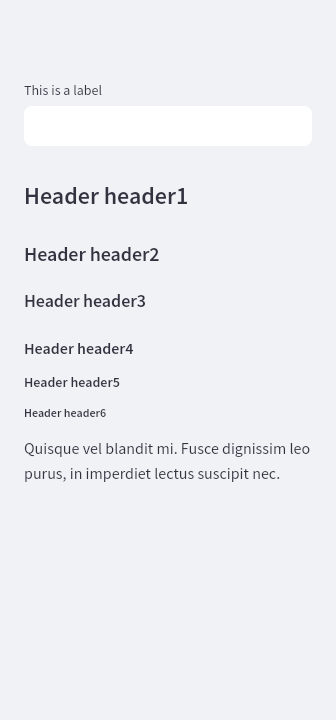 This is a label
Header header1
Header header2
Header header3
Header header4
Header header5
Header header6
Quisque vel blandit mi. Fusce dignissim leo
purus, in imperdiet lectus suscipit nec.